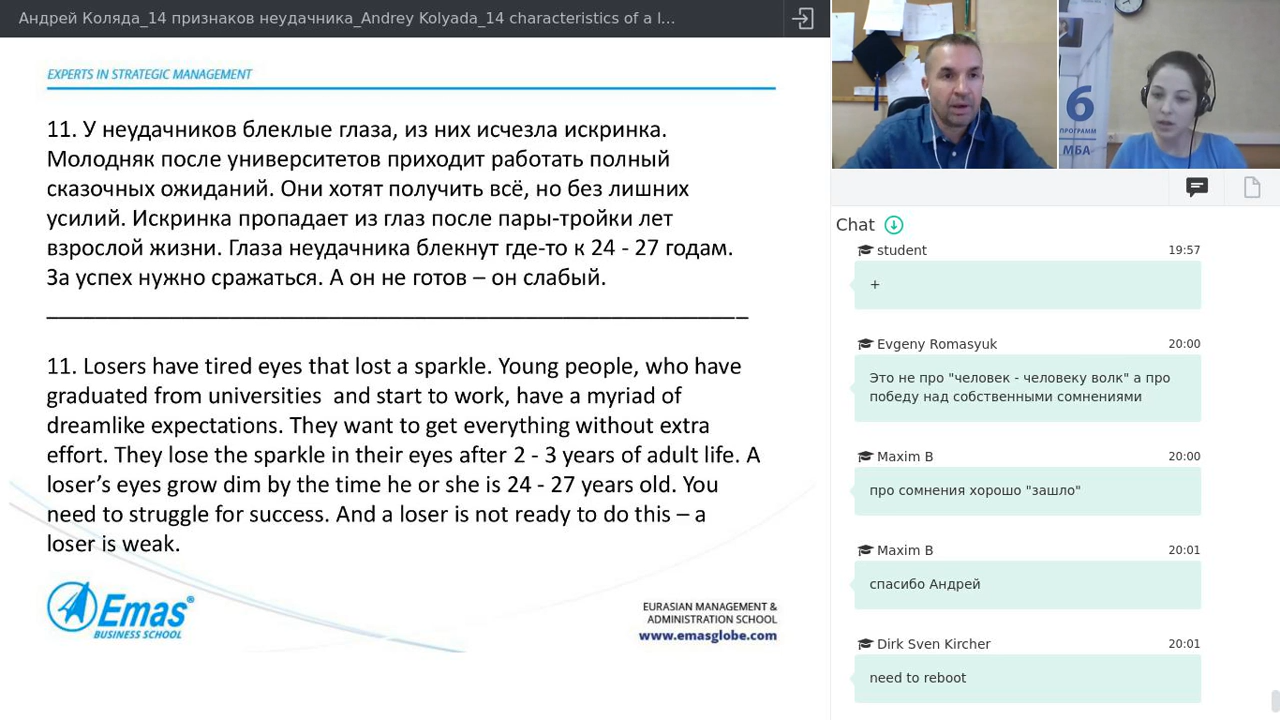 Андрей Коляда_14 признаков неудачника_Andrey Kolyada_14 characteristics of a l...
EXPERTS IN STRATEGIC MANAGEMENT
11. У неудачников блеклые глаза, из них исчезла искринка.
Молодняк после университетов приходит работать полный
сказочных ожиданий. Они хотят получить всё, но без лишних
усилий. Искринка пропадает из глаз после пары-тройки лет
взрослой жизни. Глаза неудачника блекнут где-то к 24 - 27 годам.
За успех нужно сражаться. А он не готов – он слабый.
11. Losers have tired eyes that lost a sparkle. Young people, who have
graduated from universities  and start to work, have a myriad of
dreamlike expectations. They want to get everything without extra
effort. They lose the sparkle in their eyes after 2 - 3 years of adult life. A
loser’s eyes grow dim by the time he or she is 24 - 27 years old. You
need to struggle for success. And a loser is not ready to do this – a
loser is weak.
Emas®
BUSINESS SCHOOL
EURASIAN MANAGEMENT &
ADMINISTRATION SCHOOL
www.emasglobe.com
6
ПРОГРАММ
МБА
Chat
student 19:57
+
Evgeny Romasyuk 20:00
Это не про "человек - человеку волк" а про
победу над собственными сомнениями
Maxim B 20:00
про сомнения хорошо "зашло"
Maxim B 20:01
спасибо Андрей
Dirk Sven Kircher 20:01
need to reboot